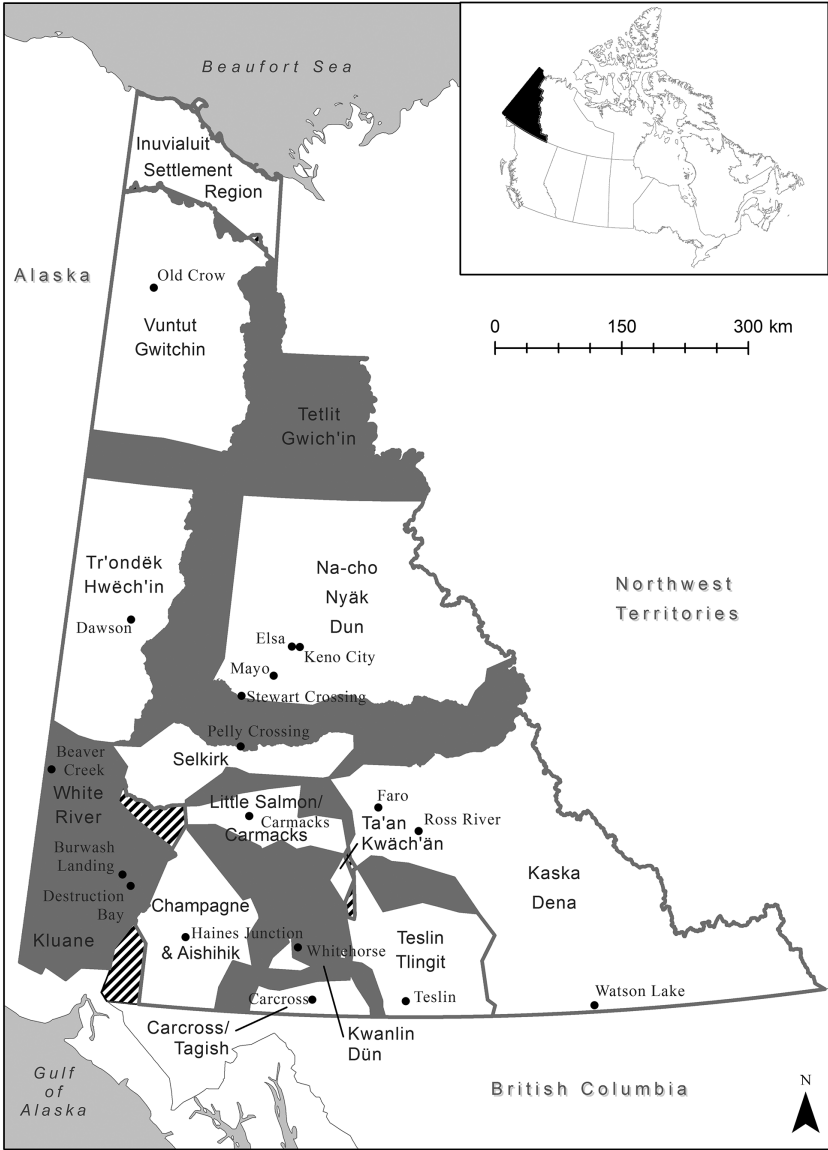 Beaufort Sea
Inuvialuit
Settlement
Region
Alaska
Old Crow
Vuntut
Gwitchin
0 150 300 km
Tetlit
Gwich'in
Tr'ondëk
Hwëch'in
Dawson
Na-cho
Nyäk
Dun
Elsa
Keno City
Mayo
Stewart Crossing
Northwest
Territories
Pelly Crossing
Selkirk
Beaver
Creek
White
River
Little Salmon/
Carmacks
Carmacks
Faro
Ta'an
Kwäch'än
Ross River
Burwash
Landing
Destruction
Bay
Kluane
Champagne
& Aishihik
Haines Junction
Whitehorse
Kaska
Dena
Teslin
Tlingit
Carcross
Teslin
Watson Lake
Carcross/
Tagish
Kwanlin
Dün
Gulf
of
Alaska
British Columbia
N